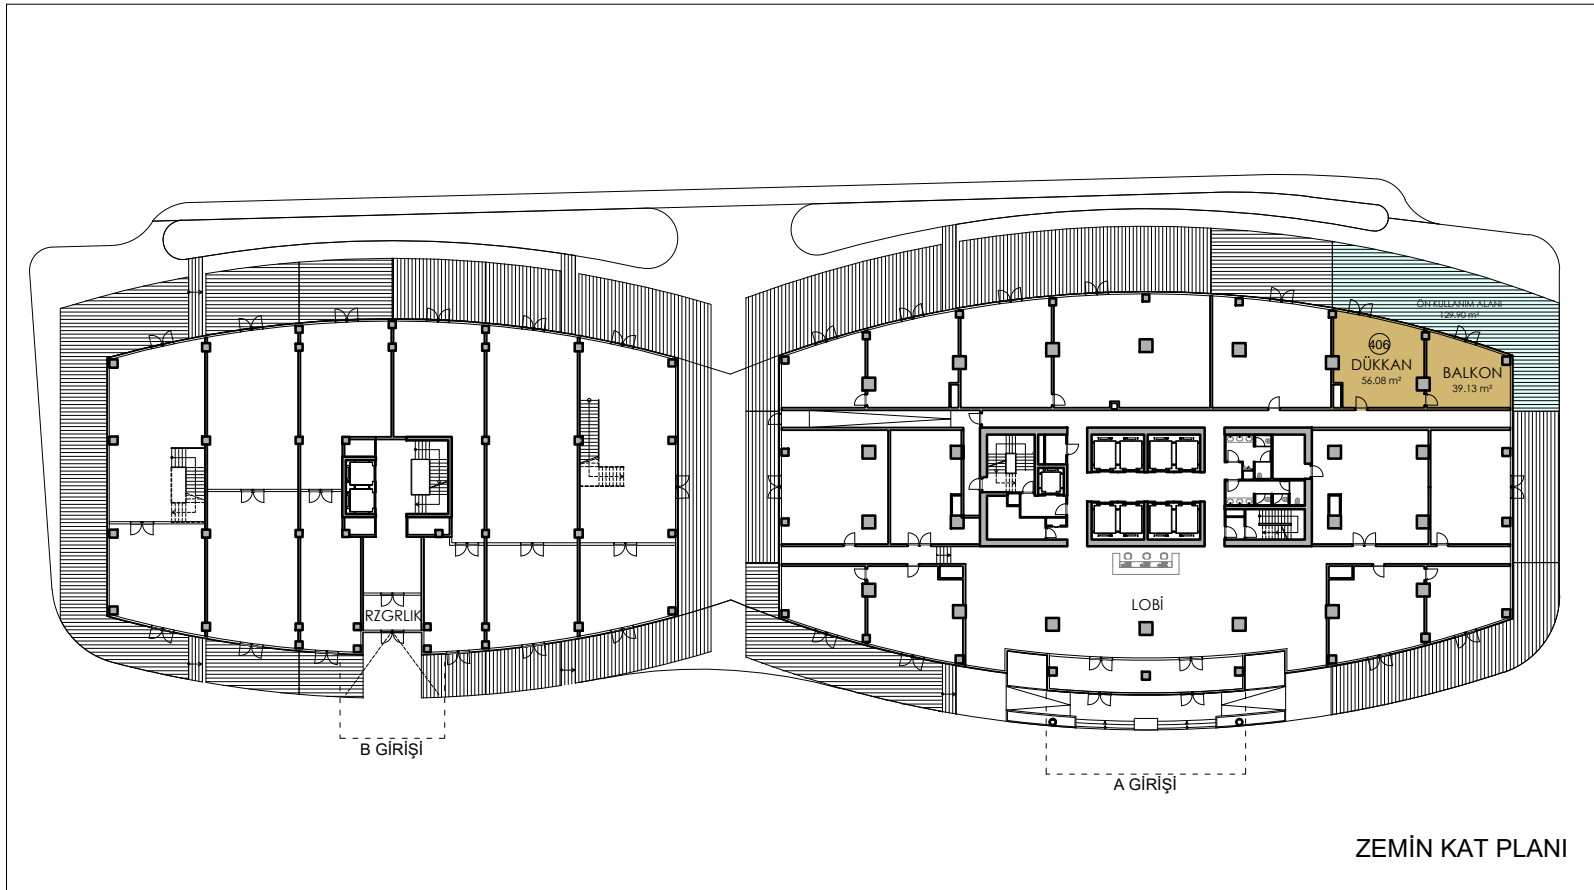 ÖN KULLANIM ALANI
129.90 m²
406
DÜKKAN
56.08 m²
BALKON
39.13 m²
LOBİ
RZGRLIK
B GİRİŞİ
A GİRİŞİ
ZEMİN KAT PLANI